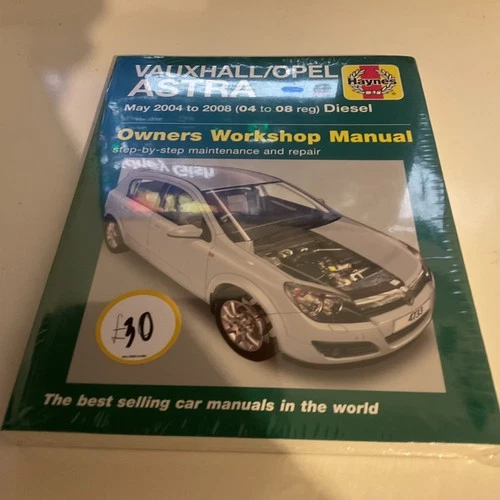 VAUXHALL/OPEL
ASTRA
Haynes
May 2004 to 2008 (04 to 08 reg) Diesel
Owners Workshop Manual
step-by-step maintenance and repair
£30
4733
The best selling car manuals in the world